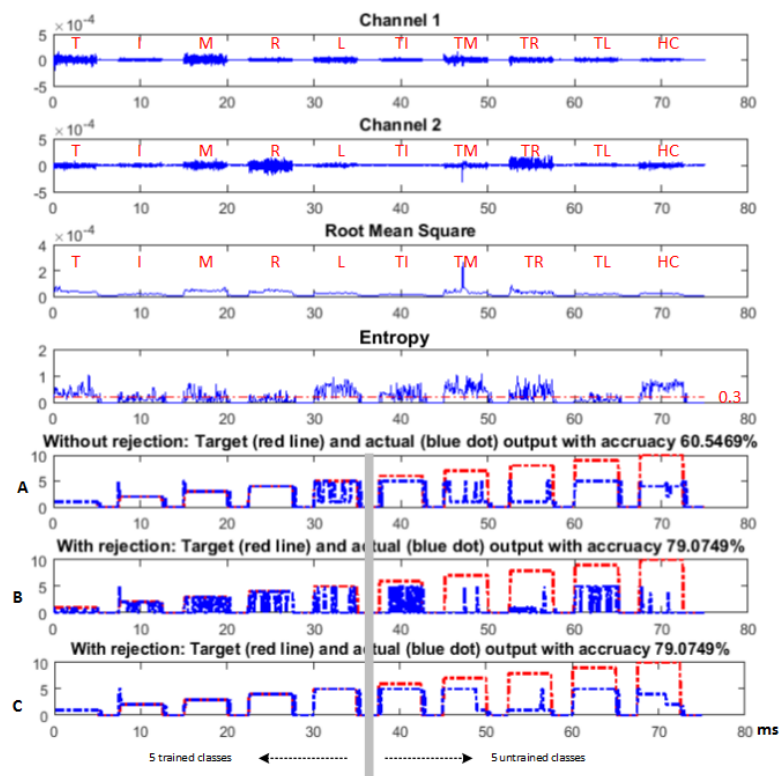 Channel 1
×10⁻⁴
5
0
-5
T I M R L TI TM TR TL HC
0 10 20 30 40 50 60 70 80
Channel 2
×10⁻⁴
5
0
-5
T I M R L TI TM TR TL HC
0 10 20 30 40 50 60 70 80
Root Mean Square
×10⁻⁴
4
2
0
T I M R L TI TM TR TL HC
0 10 20 30 40 50 60 70 80
Entropy
2
1
0
0.3
0 10 20 30 40 50 60 70 80
Without rejection: Target (red line) and actual (blue dot) output with accruacy 60.5469%
A
10
5
0
0 10 20 30 40 50 60 70 80
With rejection: Target (red line) and actual (blue dot) output with accruacy 79.0749%
B
10
5
0
0 10 20 30 40 50 60 70 80
With rejection: Target (red line) and actual (blue dot) output with accruacy 79.0749%
C
10
5
0
0 10 20 30 40 50 60 70 80 ms
5 trained classes 5 untrained classes